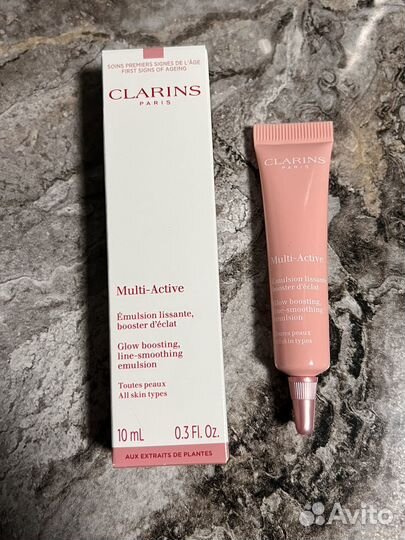 SOINS PREMIERS SIGNES DE L'ÂGE
FIRST SIGNS OF AGEING
CLARINS
PARIS
Multi-Active
Émulsion lissante,
booster d'éclat
Glow boosting,
line-smoothing
emulsion
Toutes peaux
All skin types
10 mL 0.3 Fl. Oz.
AUX EXTRAITS DE PLANTES
CLARINS
PARIS
Multi-Active
Émulsion lissante,
booster d'éclat
Glow boosting,
line-smoothing
emulsion
Toutes peaux
All skin types
Avito